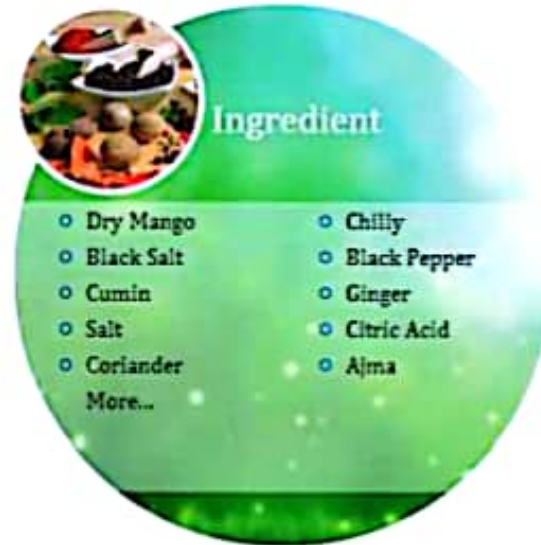 Ingredient
Dry Mango
Black Salt
Cumin
Salt
Coriander
More...
Chilly
Black Pepper
Ginger
Citric Acid
Ajma